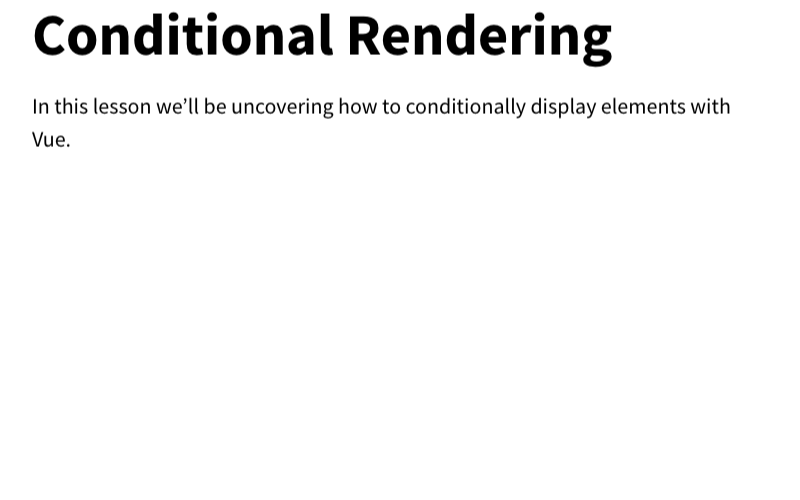 Conditional Rendering
In this lesson we’ll be uncovering how to conditionally display elements with
Vue.